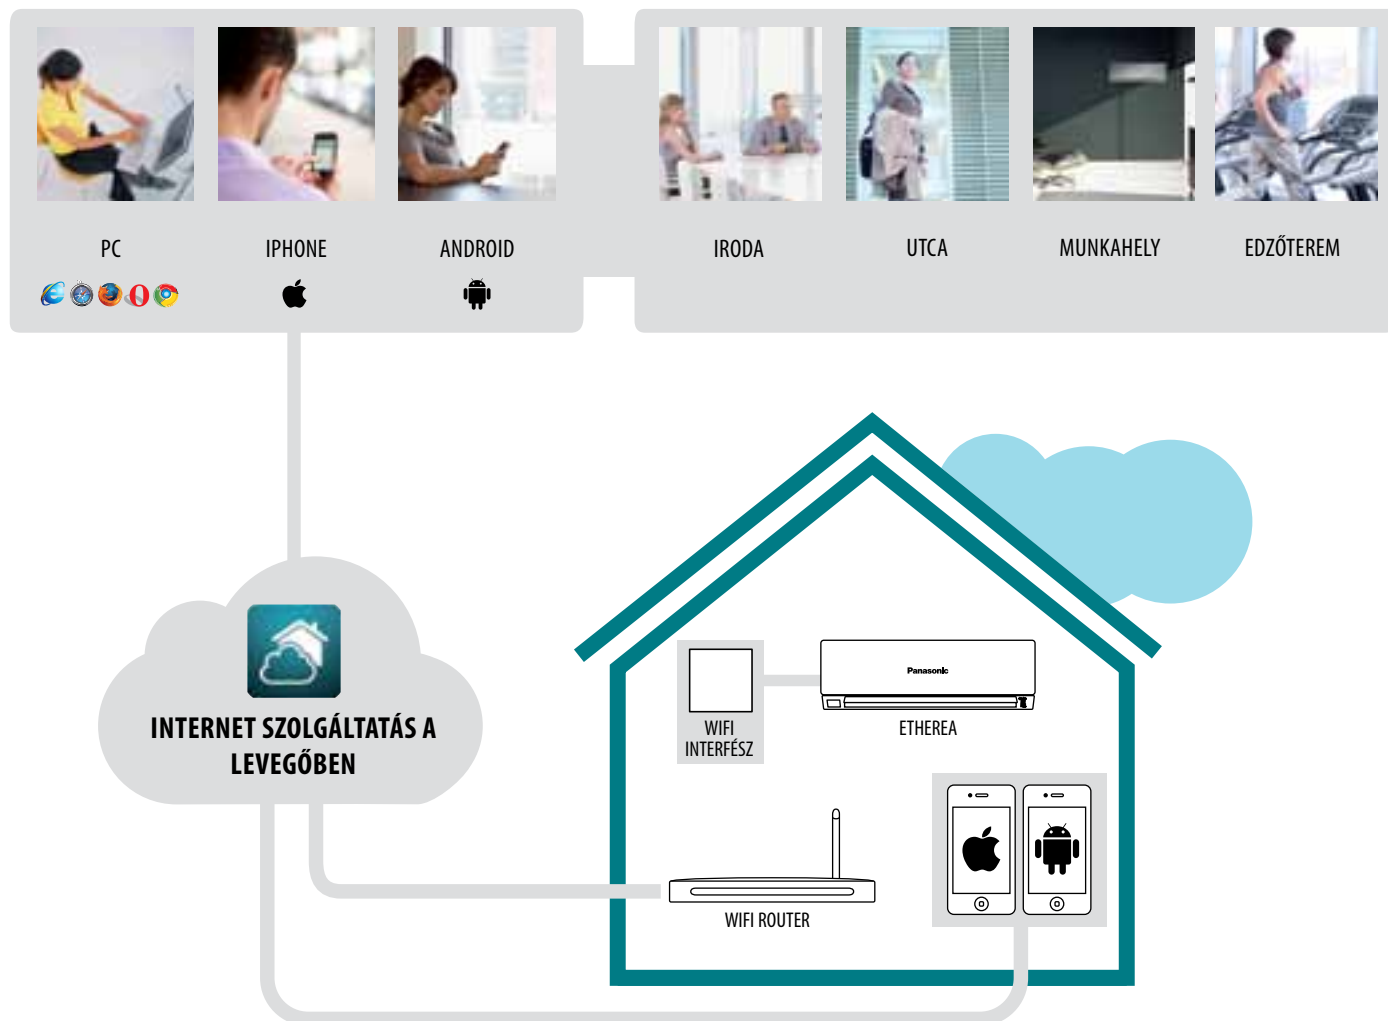 PC
IPHONE
ANDROID
IRODA
UTCA
MUNKAHELY
EDZŐTEREM
INTERNET SZOLGÁLTATÁS A
LEVEGŐBEN
Panasonic
WIFI
INTERFÉSZ
ETHEREA
WIFI ROUTER